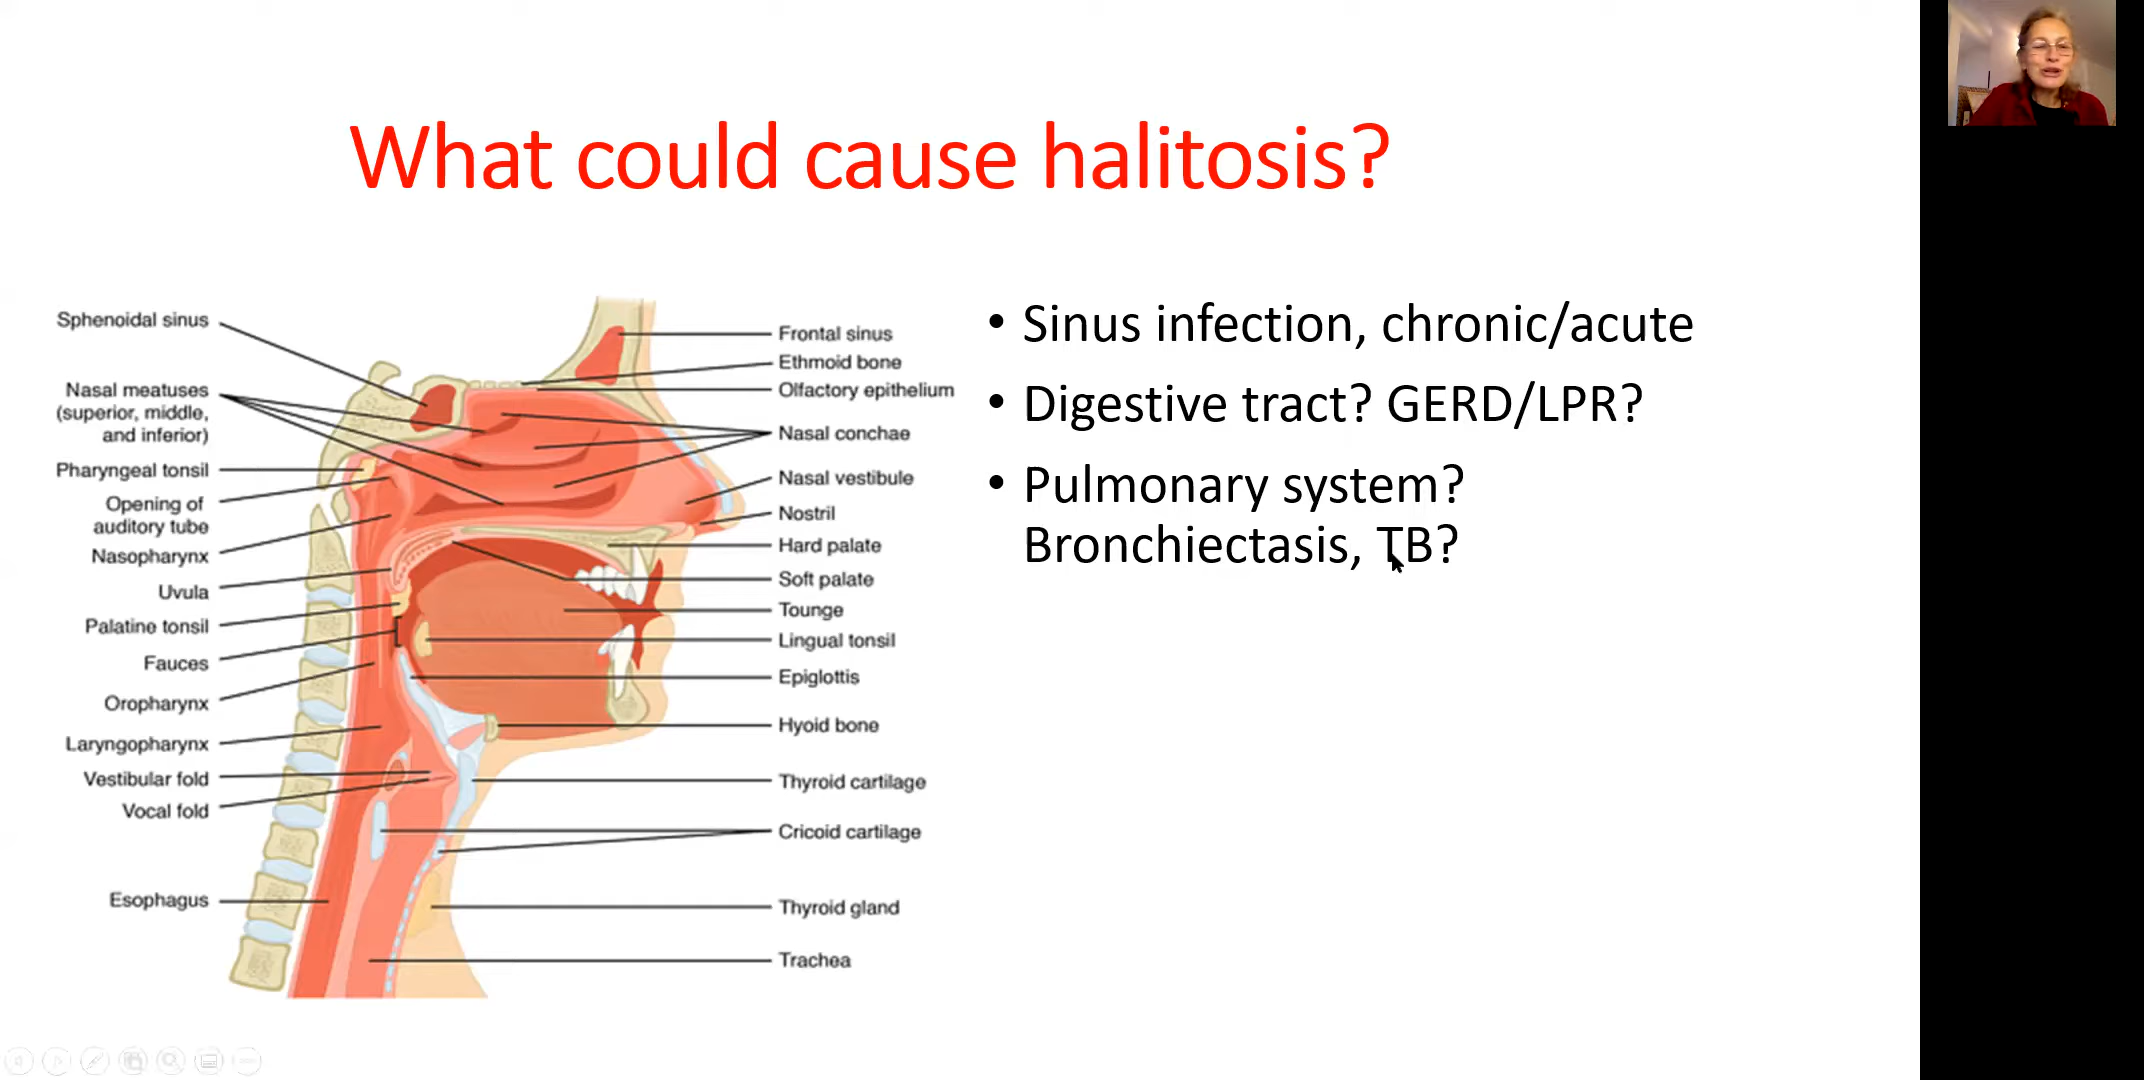 What could cause halitosis?
Sphenoidal sinus
Nasal meatuses
(superior, middle,
and inferior)
Pharyngeal tonsil
Opening of
auditory tube
Nasopharynx
Uvula
Palatine tonsil
Fauces
Oropharynx
Laryngopharynx
Vestibular fold
Vocal fold
Esophagus
Frontal sinus
Ethmoid bone
Olfactory epithelium
Nasal conchae
Nasal vestibule
Nostril
Hard palate
Soft palate
Tounge
Lingual tonsil
Epiglottis
Hyoid bone
Thyroid cartilage
Cricoid cartilage
Thyroid gland
Trachea
• Sinus infection, chronic/acute
• Digestive tract? GERD/LPR?
• Pulmonary system?
Bronchiectasis, TB?